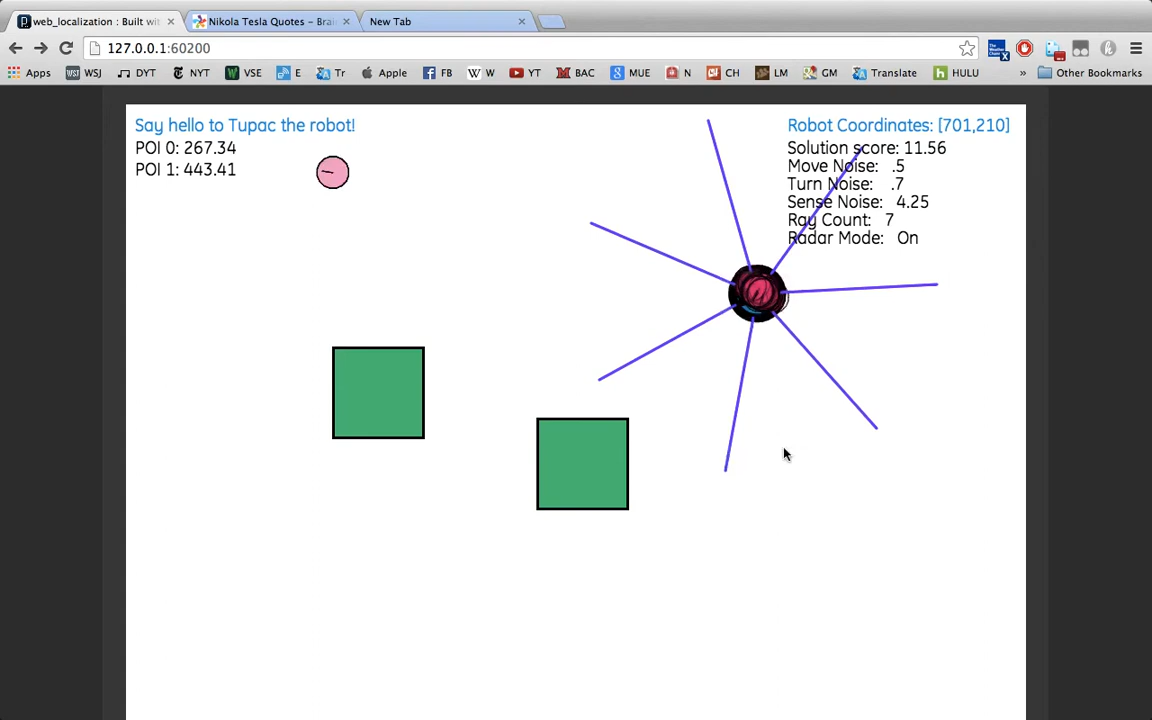 web_localization : Built wit
Nikola Tesla Quotes - Brai
New Tab
127.0.0.1:60200
Apps
WSJ
DYT
NYT
VSE
E
Tr
Apple
FB
W
YT
BAC
MUE
N
CH
LM
GM
Translate
HULU
»
Other Bookmarks
Say hello to Tupac the robot!
POI 0: 267.34
POI 1: 443.41
Robot Coordinates: [701,210]
Solution score: 11.56
Move Noise: .5
Turn Noise: .7
Sense Noise: 4.25
Ray Count: 7
Radar Mode: On